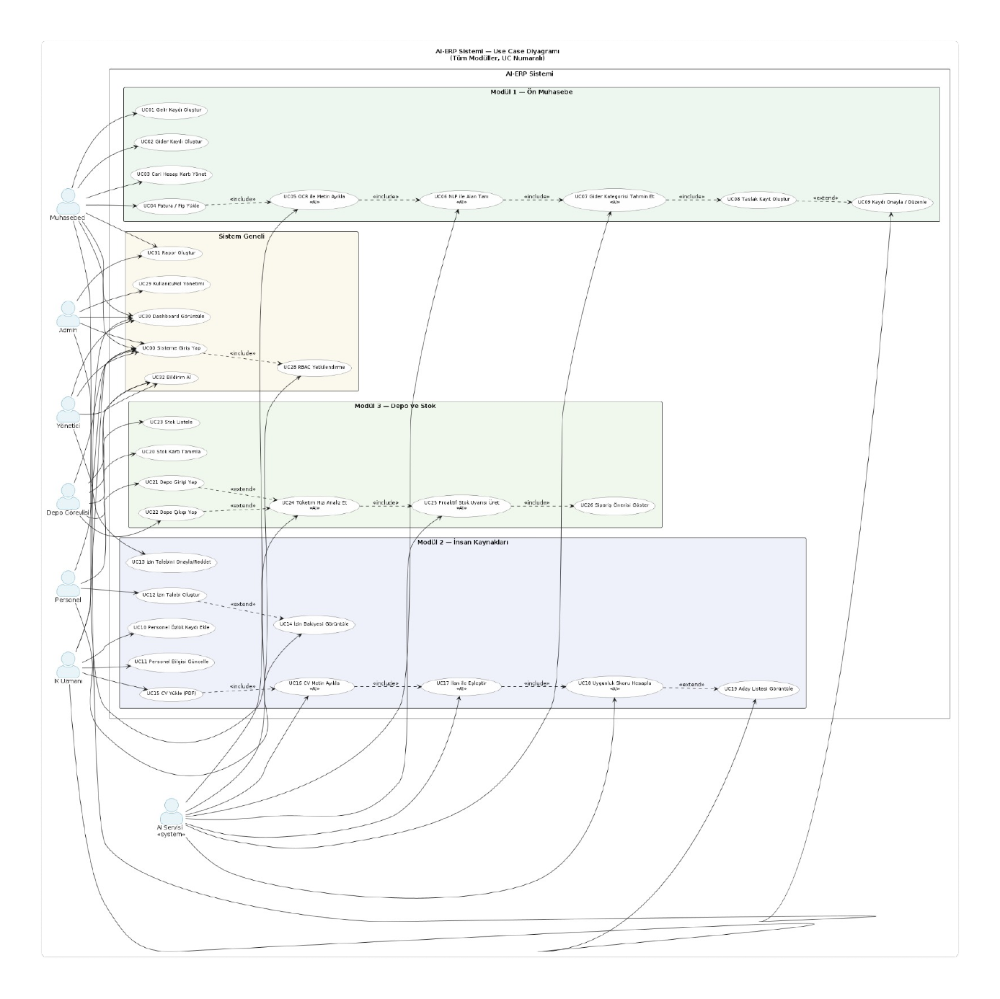 AI-ERP Sistemi — Use Case Diyagramı
(Tüm Modüller, UC Numaralı)
AI-ERP Sistemi
Modül 1 — Ön Muhasebe
UC01 Gelir Kaydı Oluştur
UC02 Gider Kaydı Oluştur
UC03 Cari Hesap Kartı Yönet
UC04 Fatura / Fiş Yükle
«include»
UC05 OCR ile Metin Ayıkla
«AI»
«include»
UC06 NLP ile Alan Tanı
«AI»
«include»
UC07 Gider Kategorisi Tahmin Et
«AI»
«include»
UC08 Taslak Kayıt Oluştur
«extend»
UC09 Kaydı Onayla / Düzenle
Muhasebeci
Sistem Geneli
UC31 Rapor Oluştur
UC29 Kullanıcı/Rol Yönetimi
UC30 Dashboard Görüntüle
UC00 Sisteme Giriş Yap
«include»
UC28 RBAC Yetkilendirme
UC32 Bildirim Al
Admin
Yönetici
Modül 3 — Depo ve Stok
UC23 Stok Listele
UC20 Stok Kartı Tanımla
UC21 Depo Girişi Yap
«extend»
UC22 Depo Çıkışı Yap
«extend»
UC24 Tüketim Hızı Analiz Et
«AI»
«include»
UC25 Proaktif Stok Uyarısı Üret
«AI»
«include»
UC26 Sipariş Önerisi Göster
Depo Görevlisi
Modül 2 — İnsan Kaynakları
UC13 İzin Talebini Onayla/Reddet
UC12 İzin Talebi Oluştur
«extend»
UC14 İzin Bakiyesi Görüntüle
UC10 Personel Özlük Kaydı Ekle
UC11 Personel Bilgisi Güncelle
UC15 CV Yükle (PDF)
«include»
UC16 CV Metin Ayıkla
«AI»
«include»
UC17 İlan ile Eşleştir
«AI»
«include»
UC18 Uygunluk Skoru Hesapla
«AI»
«extend»
UC19 Aday Listesi Görüntüle
Personel
İK Uzmanı
AI Servisi
«system»